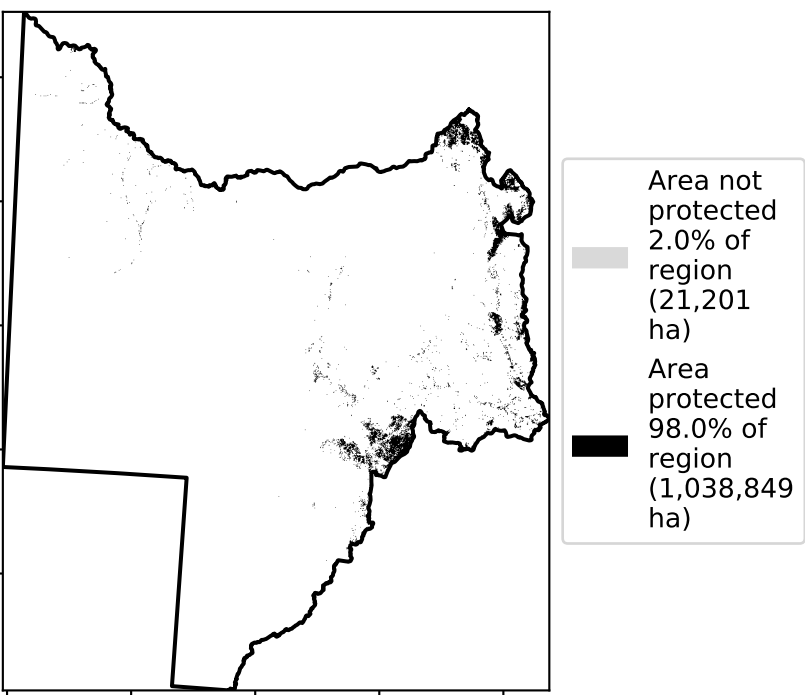 Area not
protected
2.0% of
region
(21,201
ha)
Area
protected
98.0% of
region
(1,038,849
ha)